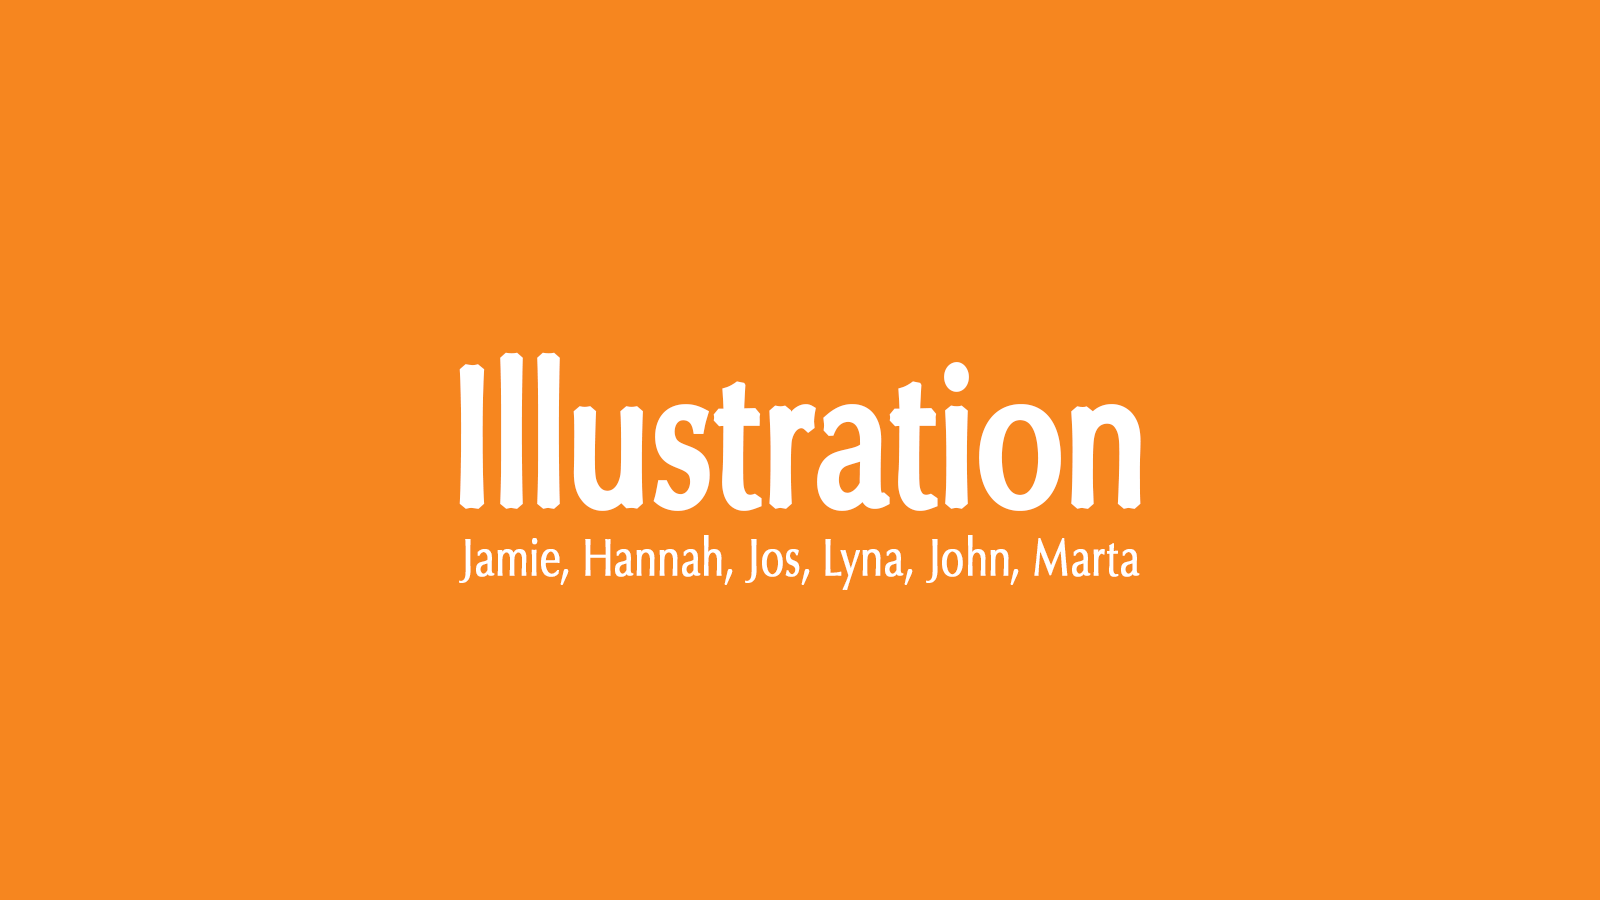 Illustration
Jamie, Hannah, Jos, Lyna, John, Marta